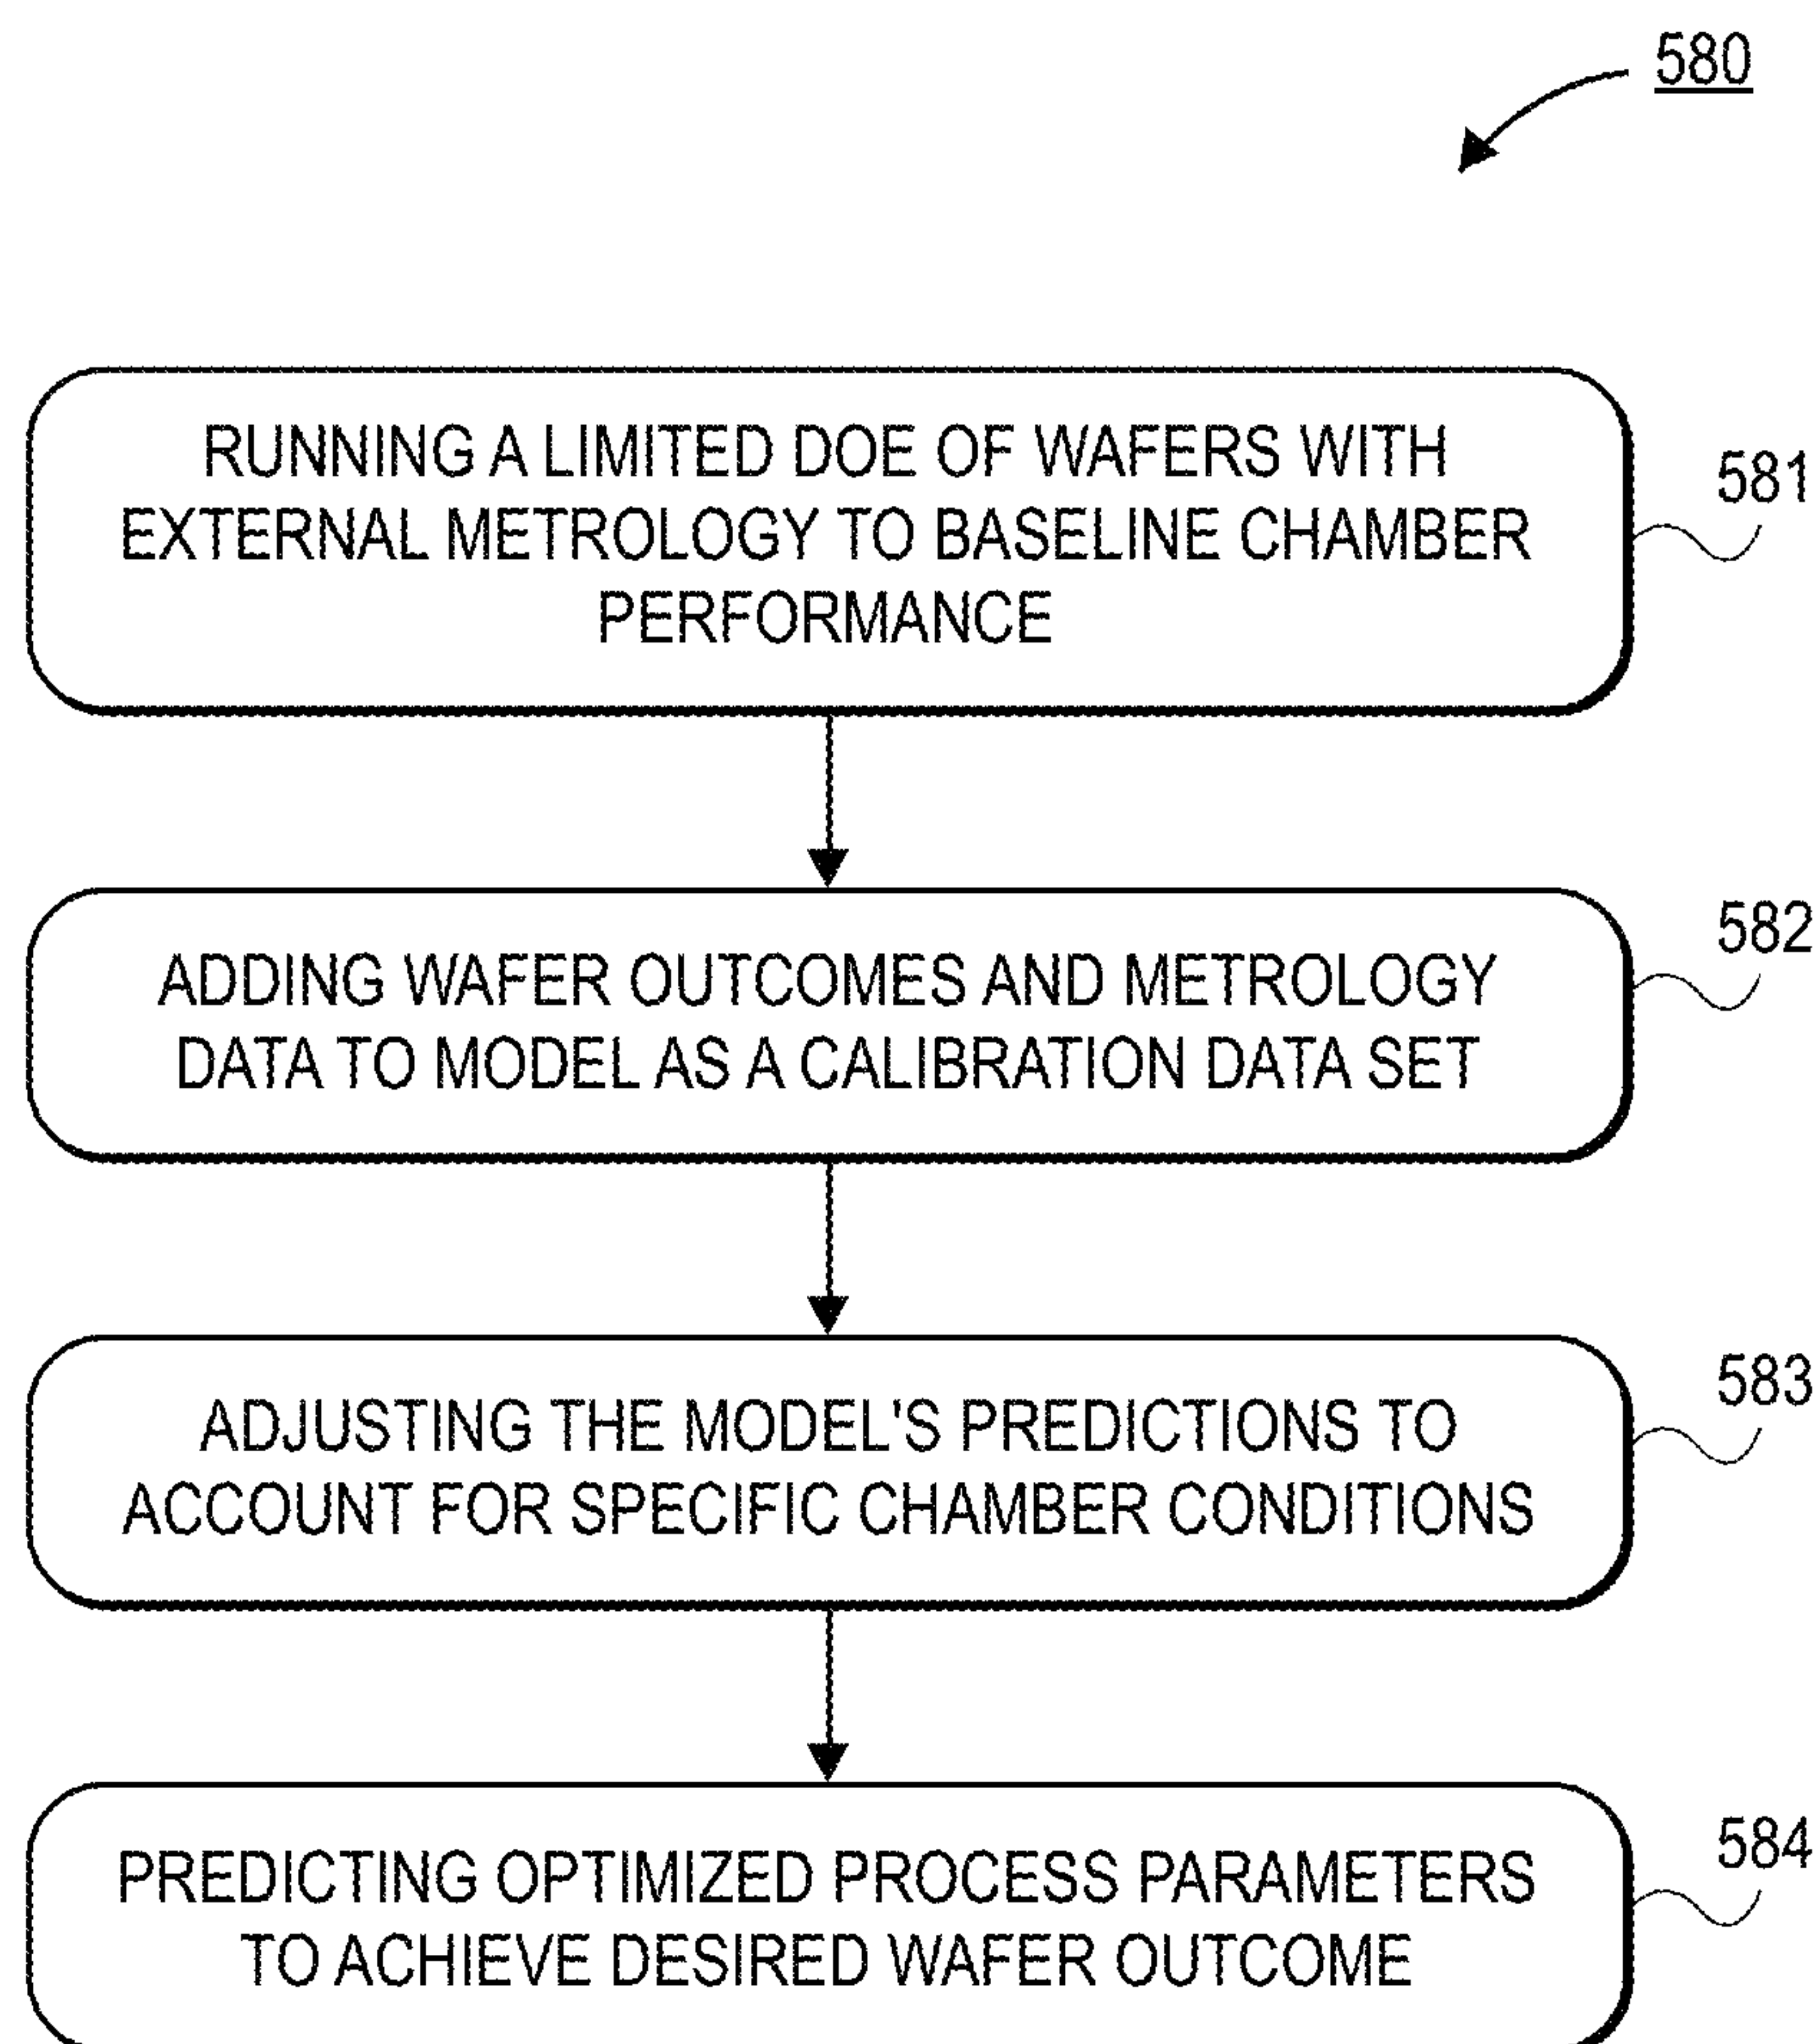 580
RUNNING A LIMITED DOE OF WAFERS WITH
EXTERNAL METROLOGY TO BASELINE CHAMBER
PERFORMANCE
581
ADDING WAFER OUTCOMES AND METROLOGY
DATA TO MODEL AS A CALIBRATION DATA SET
582
ADJUSTING THE MODEL'S PREDICTIONS TO
ACCOUNT FOR SPECIFIC CHAMBER CONDITIONS
583
PREDICTING OPTIMIZED PROCESS PARAMETERS
TO ACHIEVE DESIRED WAFER OUTCOME
584